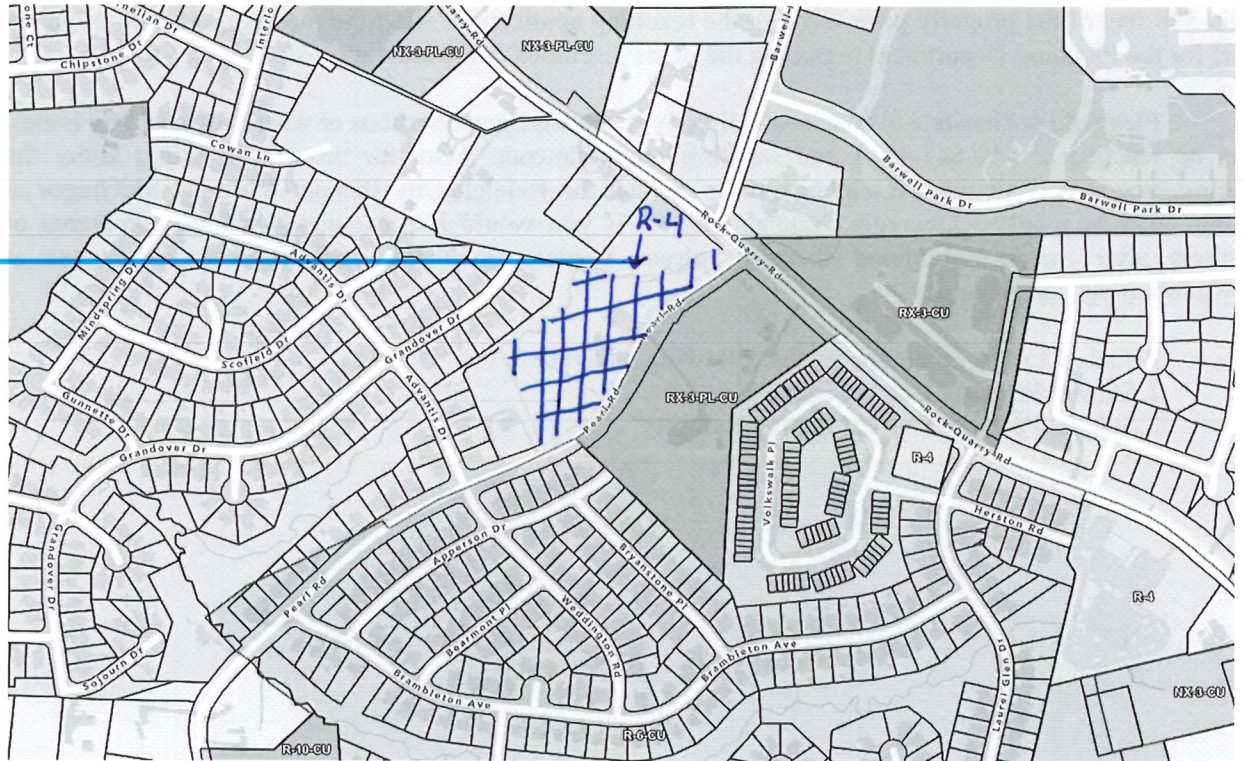 Chipstone Dr
Cowan Ln
NX-3-PL-CU
NX-3-PL-CU
Barwell Park Dr
Barwell Park Dr
R-4
Rock-Quarry-Rd
Rock-Quarry-Rd
Mindspring Dr
Advantis Dr
Scofield Dr
Grandover Dr
Advantis Dr
Gunnette Dr
Grandover Dr
Grandover Dr
Pearl-Rd
Pearl-Rd
RX-3-CU
RX-3-PL-CU
Rock-Quarry-Rd
R-4
Volkswalk Pl
Herston Rd
Apperson Dr
Bryanstone Pl
Pearl Rd
Bearmont Pl
Weddington Rd
Brambleton Ave
Brambleton Ave
Sojourn Dr
Laurel Glen Dr
R-4
NX-3-CU
R-6-CU
R-10-CU